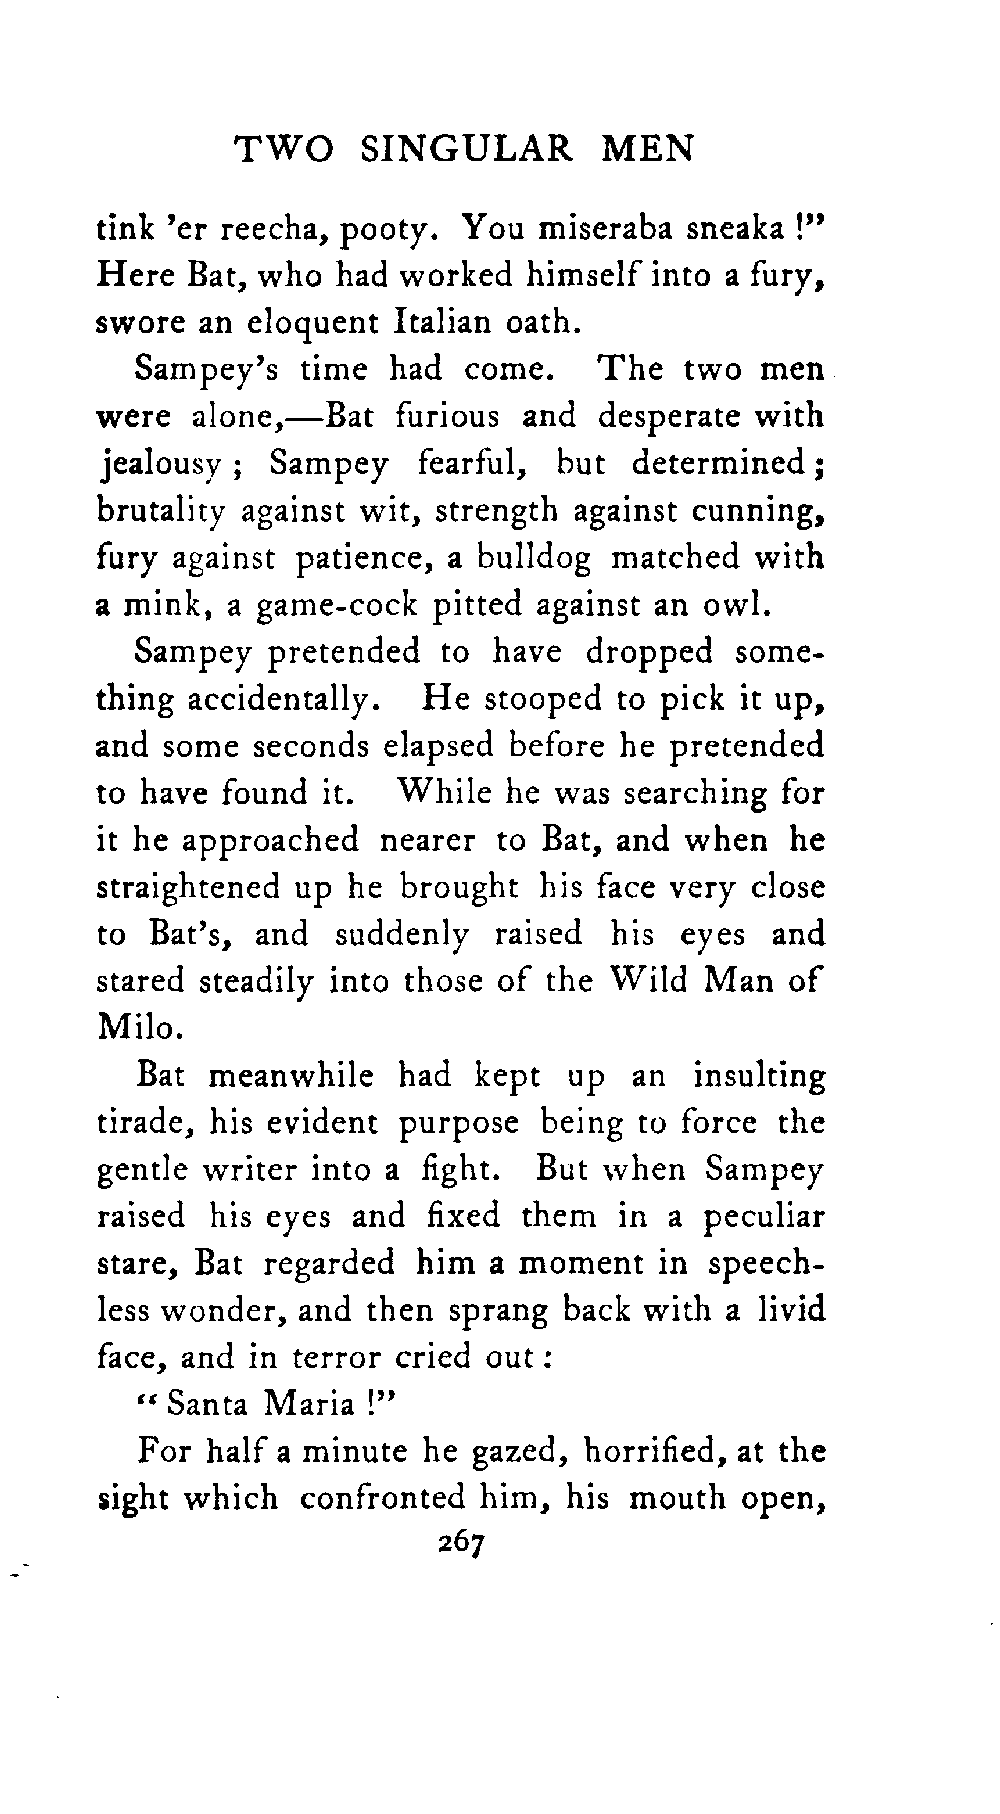 TWO SINGULAR MEN
tink 'er reecha, pooty. You miseraba sneaka !"
Here Bat, who had worked himself into a fury,
swore an eloquent Italian oath.
Sampey's time had come. The two men
were alone,—Bat furious and desperate with
jealousy ; Sampey fearful, but determined ;
brutality against wit, strength against cunning,
fury against patience, a bulldog matched with
a mink, a game-cock pitted against an owl.
Sampey pretended to have dropped some-
thing accidentally. He stooped to pick it up,
and some seconds elapsed before he pretended
to have found it. While he was searching for
it he approached nearer to Bat, and when he
straightened up he brought his face very close
to Bat's, and suddenly raised his eyes and
stared steadily into those of the Wild Man of
Milo.
Bat meanwhile had kept up an insulting
tirade, his evident purpose being to force the
gentle writer into a fight. But when Sampey
raised his eyes and fixed them in a peculiar
stare, Bat regarded him a moment in speech-
less wonder, and then sprang back with a livid
face, and in terror cried out :
" Santa Maria !"
For half a minute he gazed, horrified, at the
sight which confronted him, his mouth open,
267